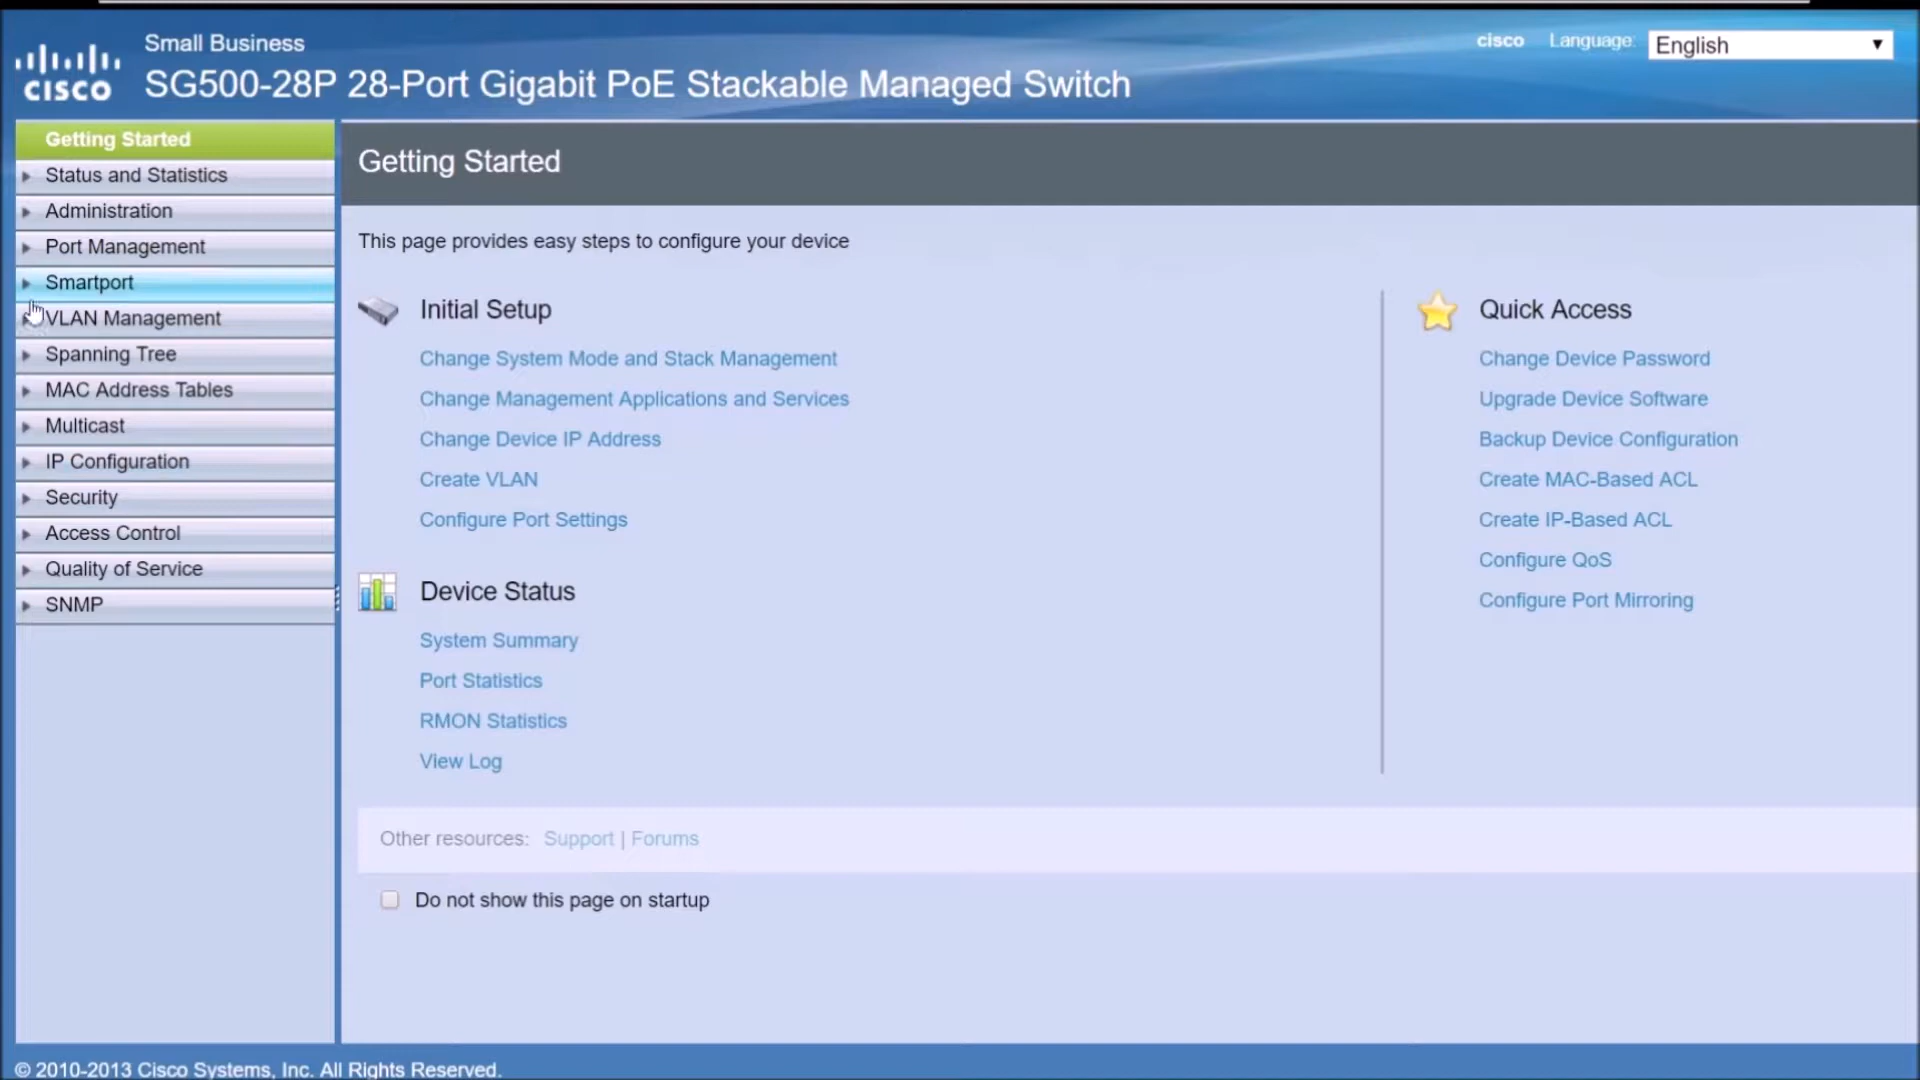 Small Business
cisco
SG500-28P 28-Port Gigabit PoE Stackable Managed Switch
cisco Language: English
Getting Started
Status and Statistics
Administration
Port Management
Smartport
VLAN Management
Spanning Tree
MAC Address Tables
Multicast
IP Configuration
Security
Access Control
Quality of Service
SNMP
Getting Started
This page provides easy steps to configure your device
Initial Setup
Change System Mode and Stack Management
Change Management Applications and Services
Change Device IP Address
Create VLAN
Configure Port Settings
Device Status
System Summary
Port Statistics
RMON Statistics
View Log
Quick Access
Change Device Password
Upgrade Device Software
Backup Device Configuration
Create MAC-Based ACL
Create IP-Based ACL
Configure QoS
Configure Port Mirroring
Other resources: Support | Forums
Do not show this page on startup
© 2010-2013 Cisco Systems, Inc. All Rights Reserved.